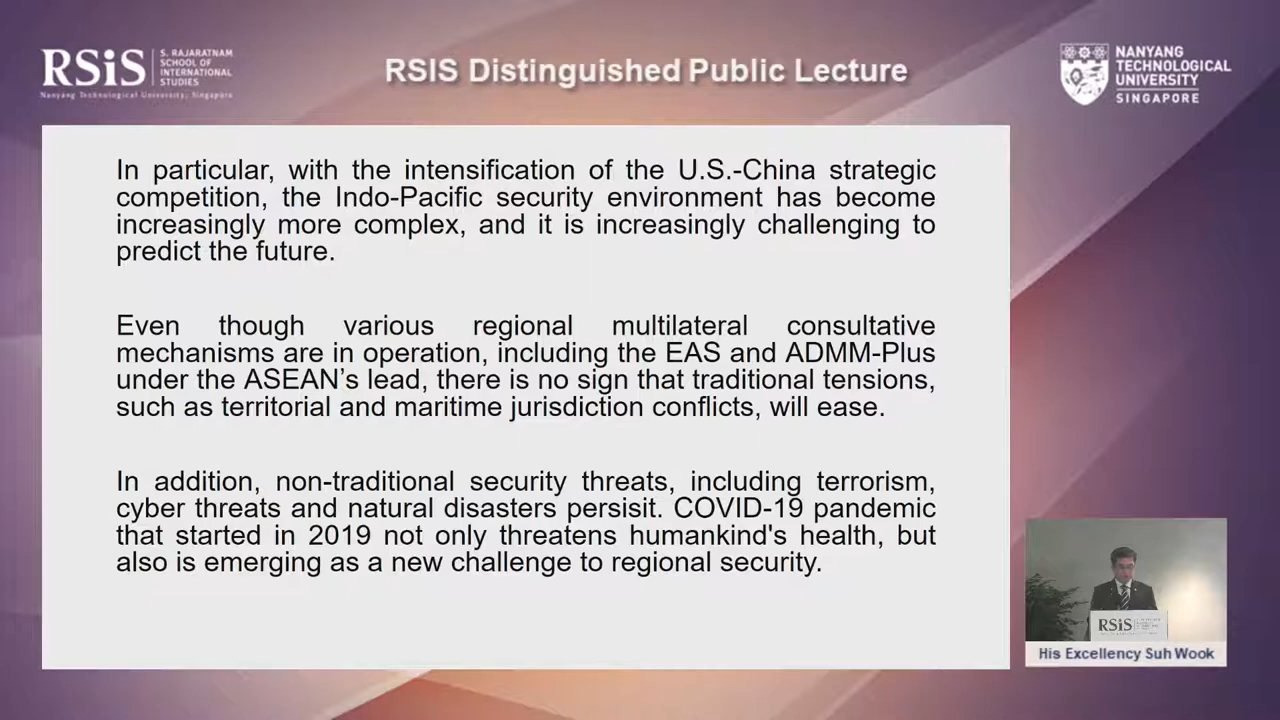 RSiS
S. RAJARATNAM
SCHOOL OF
INTERNATIONAL
STUDIES
Nanyang Technological University, Singapore
RSIS Distinguished Public Lecture
NANYANG
TECHNOLOGICAL
UNIVERSITY
SINGAPORE
In particular, with the intensification of the U.S.-China strategic
competition, the Indo-Pacific security environment has become
increasingly more complex, and it is increasingly challenging to
predict the future.
Even though various regional multilateral consultative
mechanisms are in operation, including the EAS and ADMM-Plus
under the ASEAN’s lead, there is no sign that traditional tensions,
such as territorial and maritime jurisdiction conflicts, will ease.
In addition, non-traditional security threats, including terrorism,
cyber threats and natural disasters persisit. COVID-19 pandemic
that started in 2019 not only threatens humankind's health, but
also is emerging as a new challenge to regional security.
RSiS
His Excellency Suh Wook